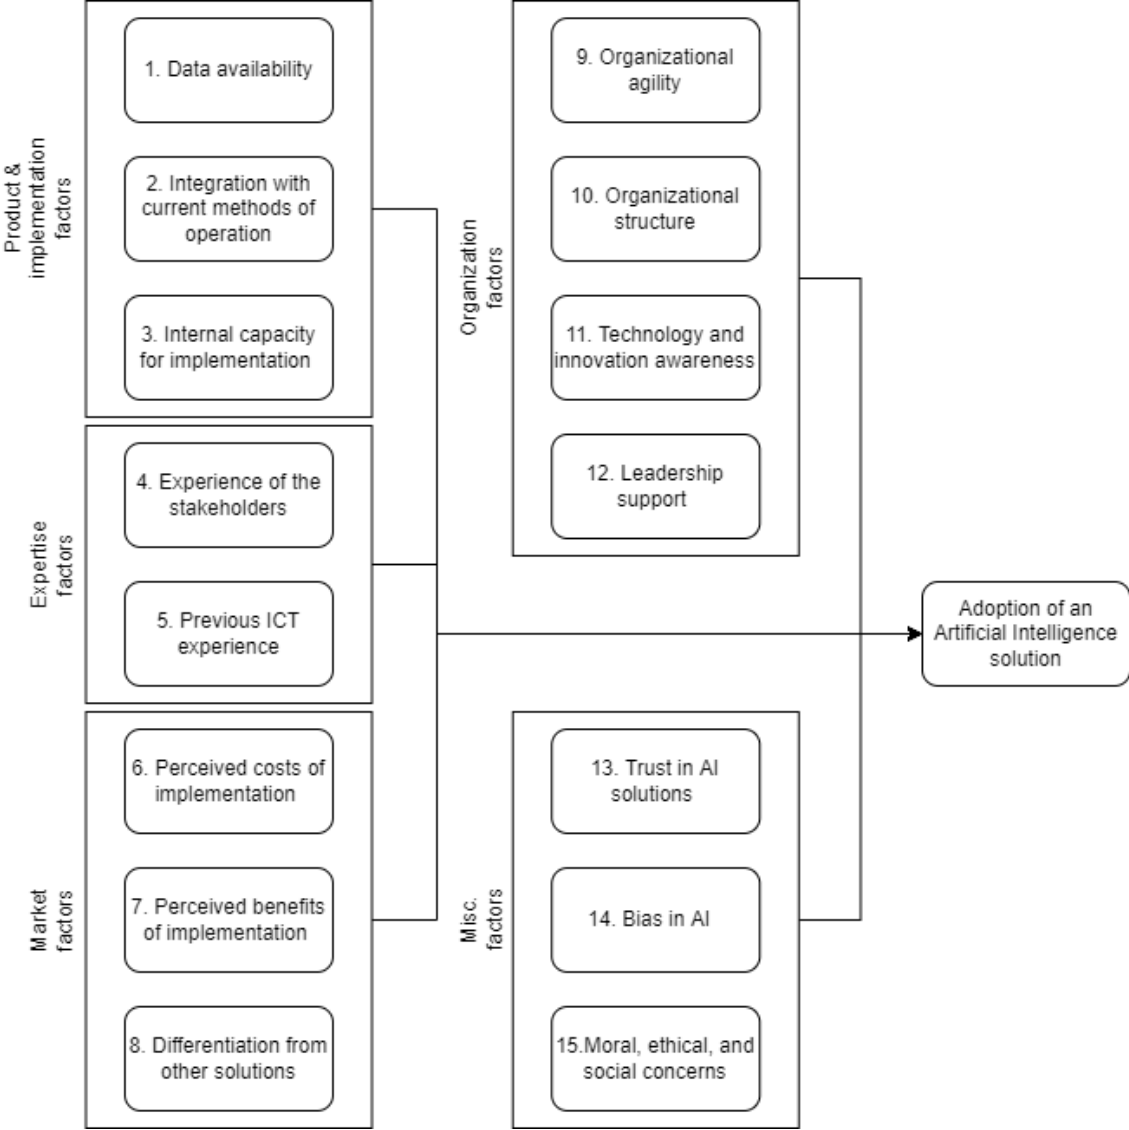 Product &
implementation
factors
1. Data availability
2. Integration with
current methods of
operation
3. Internal capacity
for implementation
Expertise
factors
4. Experience of the
stakeholders
5. Previous ICT
experience
Market
factors
6. Perceived costs of
implementation
7. Perceived benefits
of implementation
8. Differentiation from
other solutions
Organization
factors
9. Organizational
agility
10. Organizational
structure
11. Technology and
innovation awareness
12. Leadership
support
Misc.
factors
13. Trust in AI
solutions
14. Bias in AI
15.Moral, ethical, and
social concerns
Adoption of an
Artificial Intelligence
solution